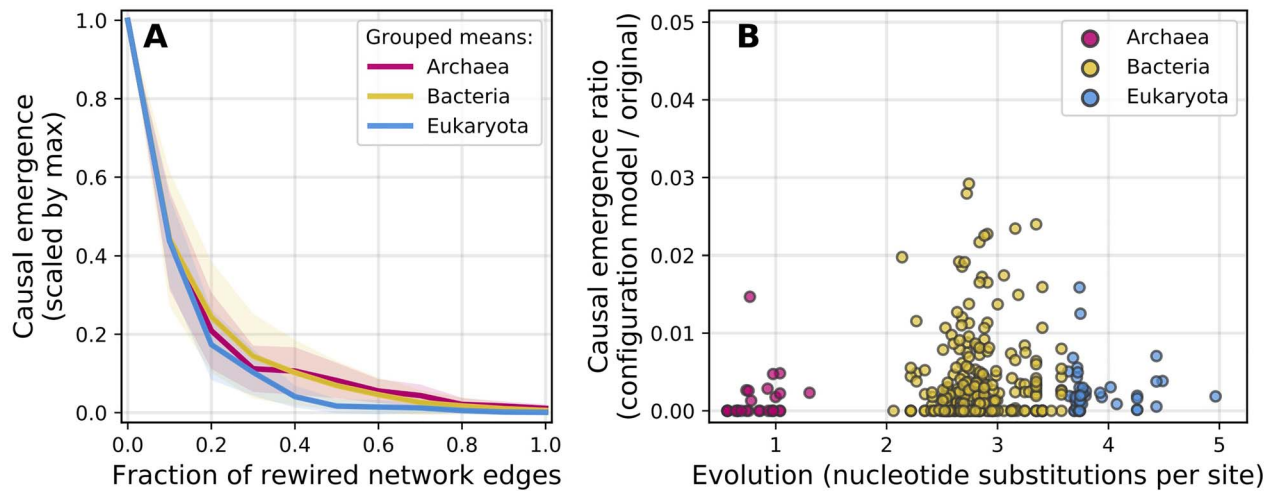 A
Grouped means:
Archaea
Bacteria
Eukaryota
Causal emergence
(scaled by max)
1.0
0.8
0.6
0.4
0.2
0.0
0.0 0.2 0.4 0.6 0.8 1.0
Fraction of rewired network edges
B
Archaea
Bacteria
Eukaryota
Causal emergence ratio
(configuration model / original)
0.05
0.04
0.03
0.02
0.01
0.00
1 2 3 4 5
Evolution (nucleotide substitutions per site)